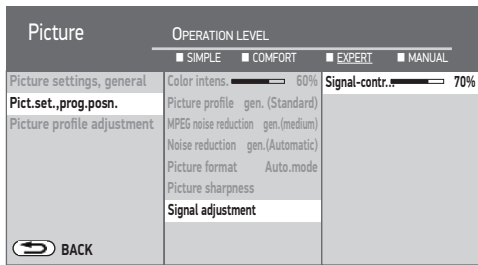 Picture
OPERATION LEVEL
SIMPLE COMFORT EXPERT MANUAL
Picture settings, general
Pict.set.,prog.posn.
Picture profile adjustment
Color intens. 60%
Picture profile gen. (Standard)
MPEG noise reduction gen.(medium)
Noise reduction gen.(Automatic)
Picture format Auto.mode
Picture sharpness
Signal adjustment
Signal-contr... 70%
BACK